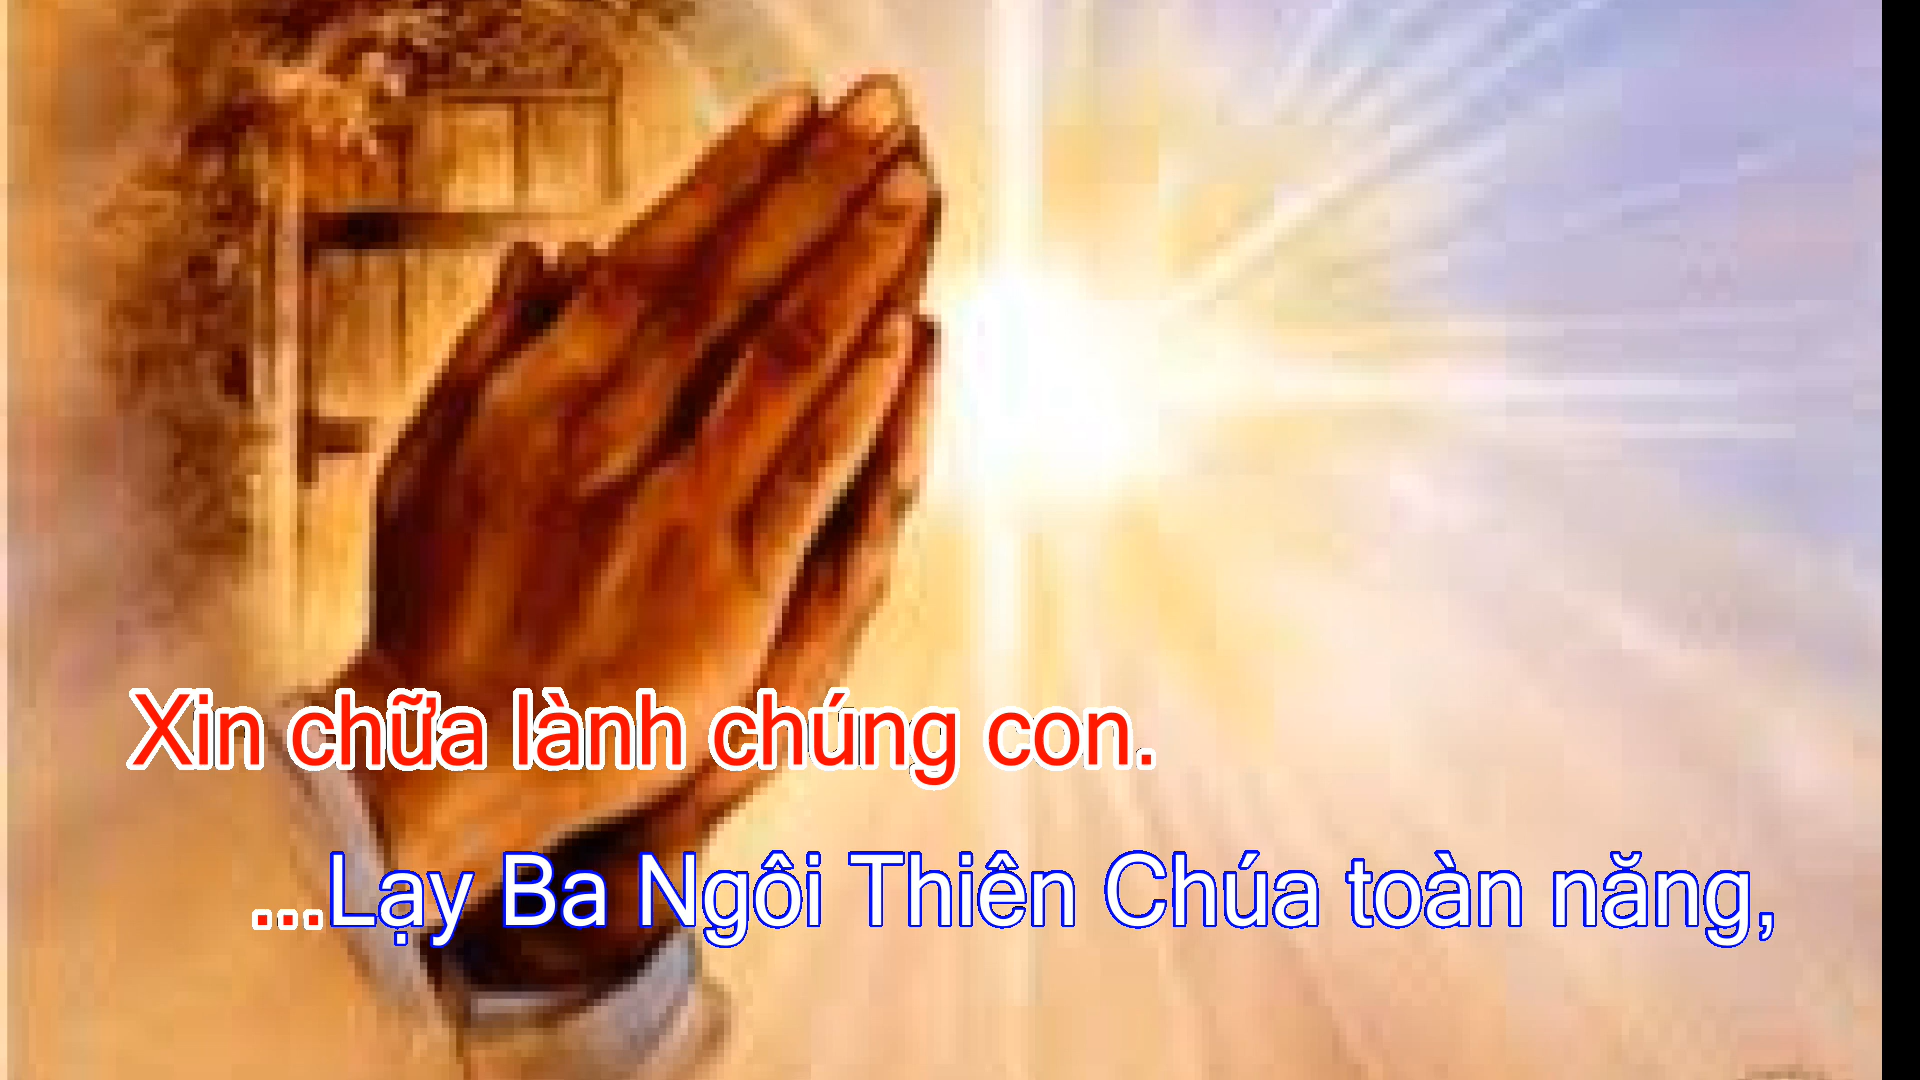 Xin chữa lành chúng con.
...Lạy Ba Ngôi Thiên Chúa toàn năng,